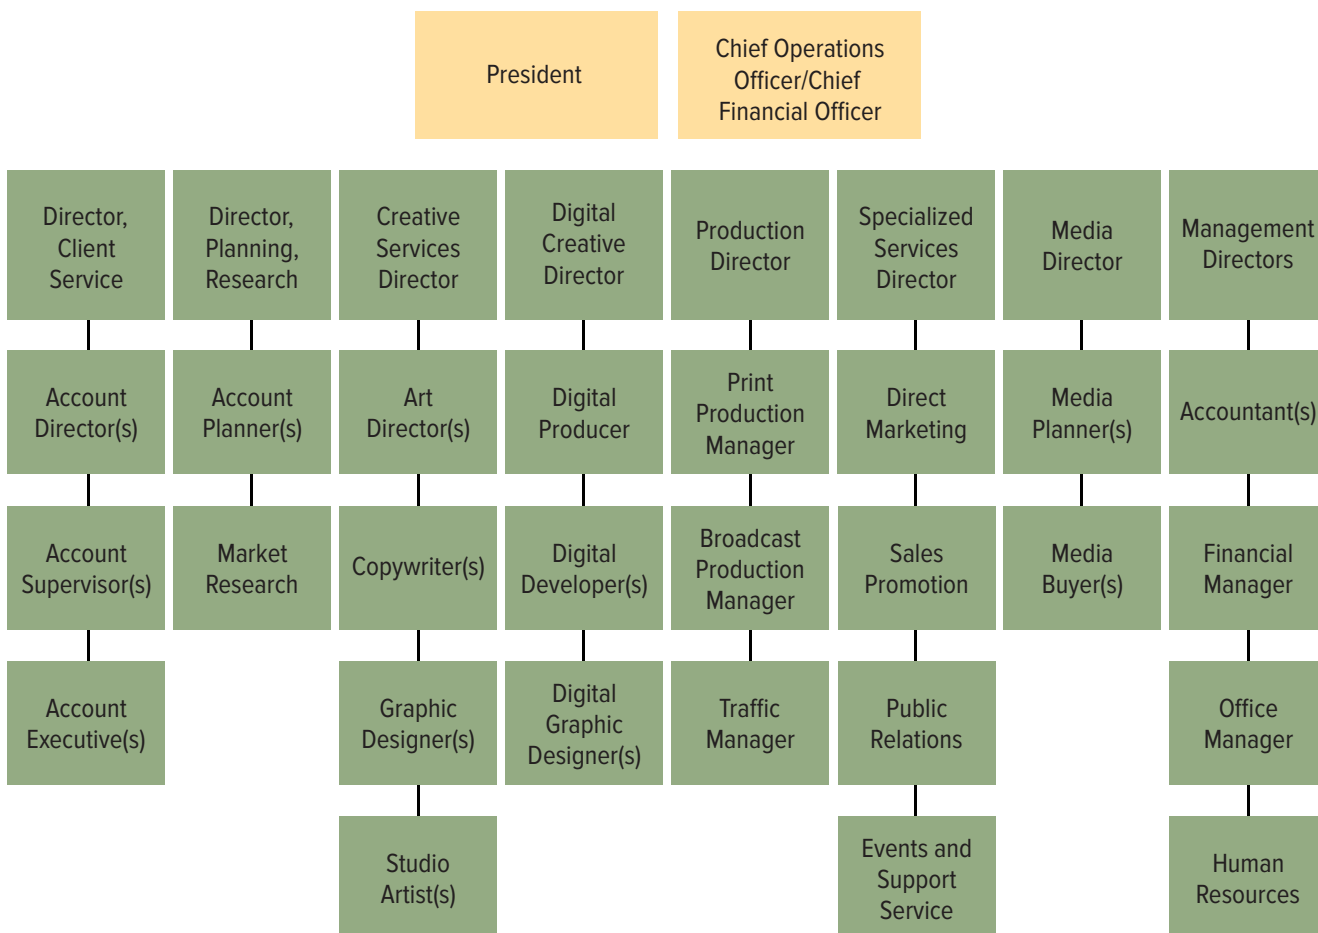 President
Chief Operations
Officer/Chief
Financial Officer
Director,
Client
Service
Director,
Planning,
Research
Creative
Services
Director
Digital
Creative
Director
Production
Director
Specialized
Services
Director
Media
Director
Management
Directors
Account
Director(s)
Account
Planner(s)
Art
Director(s)
Digital
Producer
Print
Production
Manager
Direct
Marketing
Media
Planner(s)
Accountant(s)
Account
Supervisor(s)
Market
Research
Copywriter(s)
Digital
Developer(s)
Broadcast
Production
Manager
Sales
Promotion
Media
Buyer(s)
Financial
Manager
Account
Executive(s)
Graphic
Designer(s)
Digital
Graphic
Designer(s)
Traffic
Manager
Public
Relations
Office
Manager
Studio
Artist(s)
Events and
Support
Service
Human
Resources